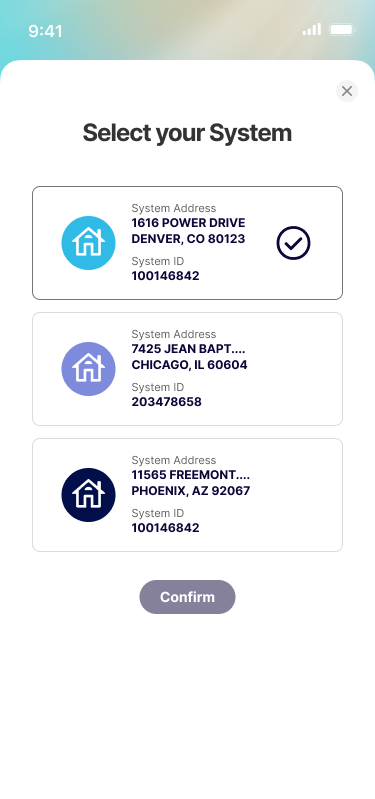 9:41
Select your System
System Address
1616 POWER DRIVE
DENVER, CO 80123
System ID
100146842
System Address
7425 JEAN BAPT....
CHICAGO, IL 60604
System ID
203478658
System Address
11565 FREEMONT....
PHOENIX, AZ 92067
System ID
100146842
Confirm